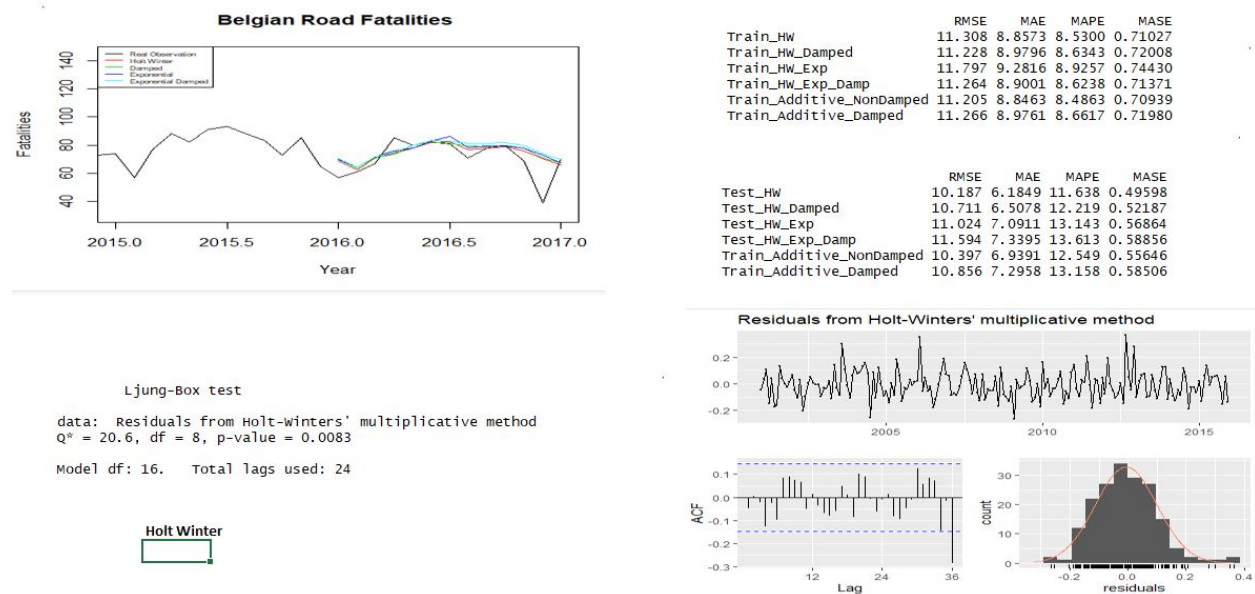 Belgian Road Fatalities
Real Observation
Holt Winter
Damped
Exponential
Exponential Damped
Fatalities
40 60 80 100 120 140
2015.0 2015.5 2016.0 2016.5 2017.0
Year
RMSE MAE MAPE MASE
Train_HW 11.308 8.8573 8.5300 0.71027
Train_HW_Damped 11.228 8.9796 8.6343 0.72008
Train_HW_Exp 11.797 9.2816 8.9257 0.74430
Train_HW_Exp_Damp 11.264 8.9001 8.6238 0.71371
Train_Additive_NonDamped 11.205 8.8463 8.4863 0.70939
Train_Additive_Damped 11.266 8.9761 8.6617 0.71980
RMSE MAE MAPE MASE
Test_HW 10.187 6.1849 11.638 0.49598
Test_HW_Damped 10.711 6.5078 12.219 0.52187
Test_HW_Exp 11.024 7.0911 13.143 0.56864
Test_HW_Exp_Damp 11.594 7.3395 13.613 0.58856
Train_Additive_NonDamped 10.397 6.9391 12.549 0.55646
Train_Additive_Damped 10.856 7.2958 13.158 0.58506
Ljung-Box test
data: Residuals from Holt-Winters' multiplicative method
Q* = 20.6, df = 8, p-value = 0.0083
Model df: 16. Total lags used: 24
Holt Winter
Residuals from Holt-Winters' multiplicative method
0.2
0.0
-0.2
2005 2010 2015
0.1
0.0
-0.1
-0.2
-0.3
ACF
12 24 36
Lag
30
20
10
0
count
-0.2 0.0 0.2 0.4
residuals